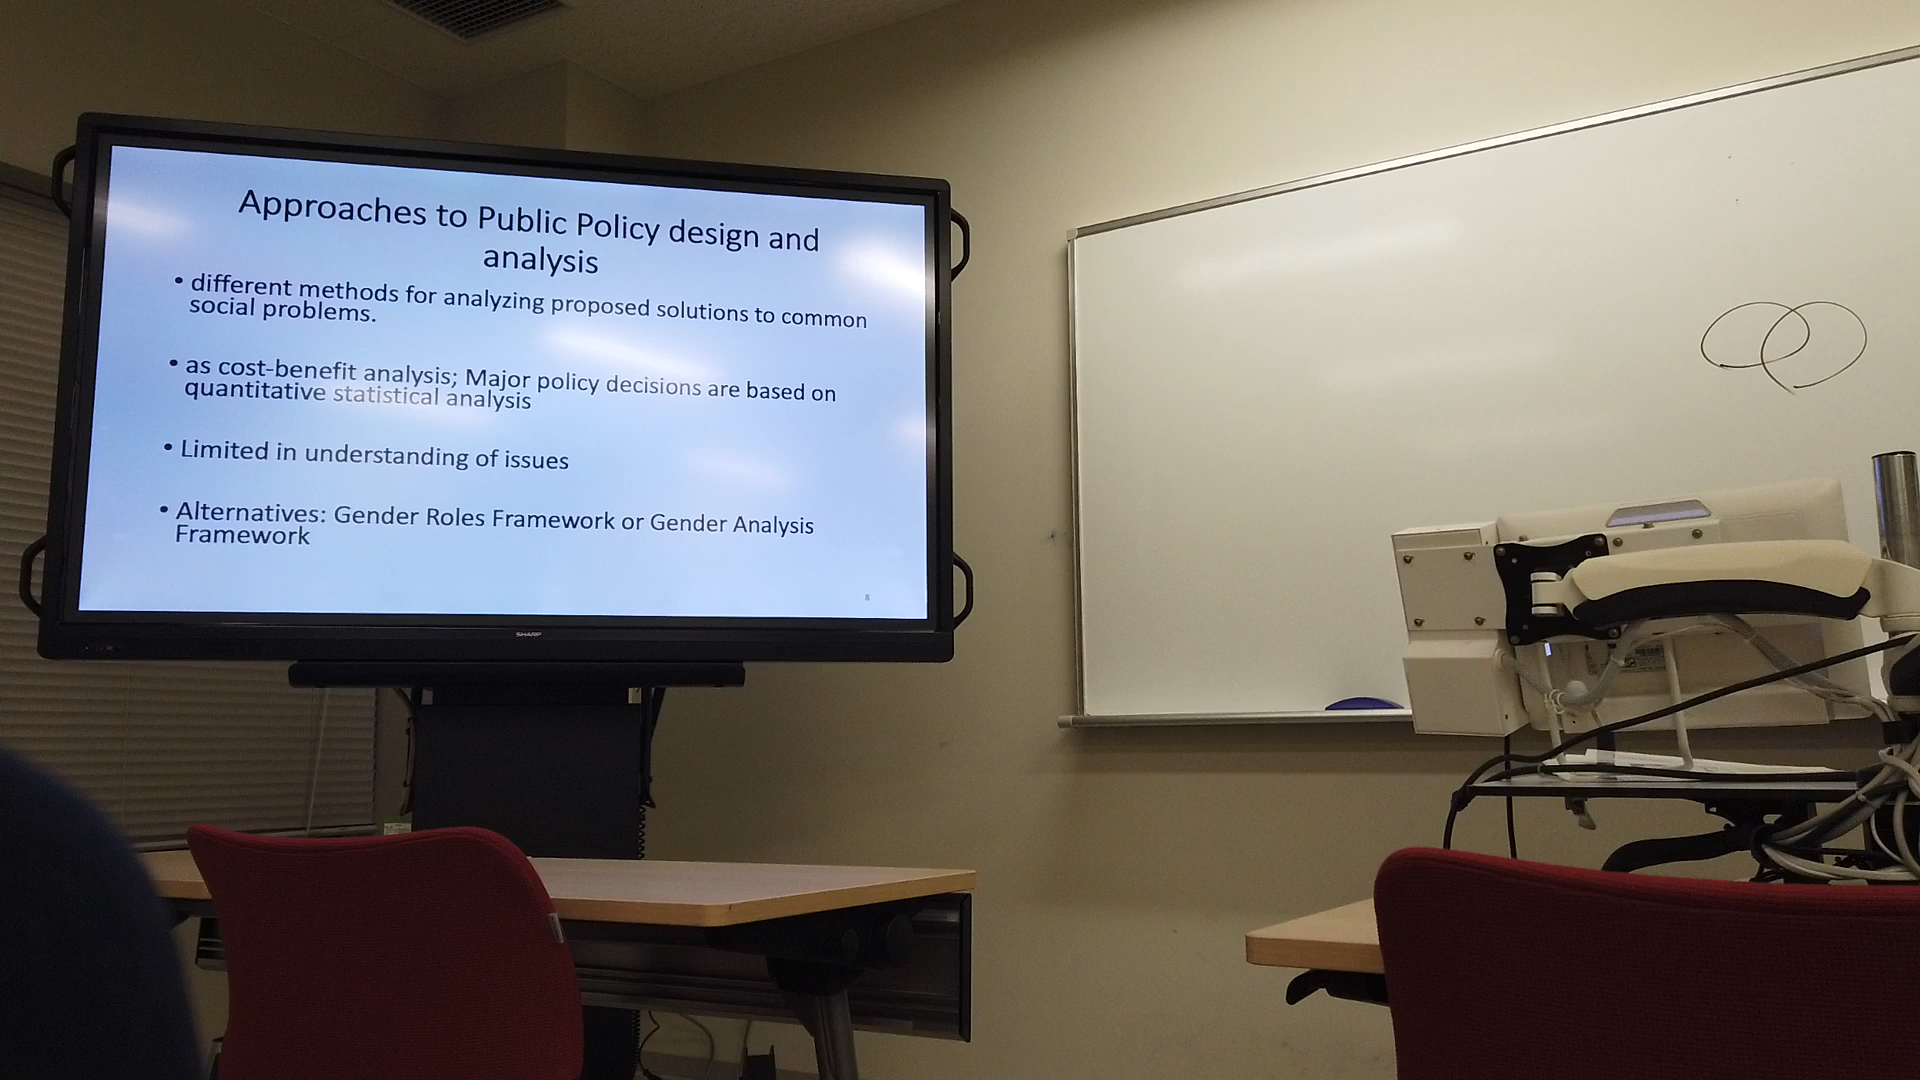 Approaches to Public Policy design and
analysis
• different methods for analyzing proposed solutions to common
social problems.
• as cost-benefit analysis; Major policy decisions are based on
quantitative statistical analysis
• Limited in understanding of issues
• Alternatives: Gender Roles Framework or Gender Analysis
Framework
8
SHARP